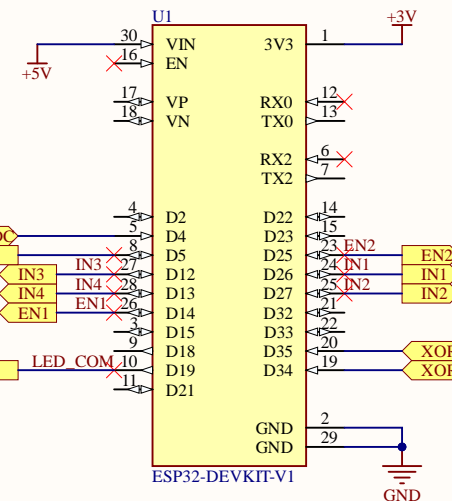 U1
+5V
+3V
30 VIN 3V3 1
16 EN
17 VP RX0 12
18 VN TX0 13
RX2 6
TX2 7
4 D2 D22 14
5 D4 D23 15
8 D5 D25 23 EN2 EN2
IN3 IN3 27 D12 D26 24 IN1 IN1
IN4 IN4 28 D13 D27 25 IN2 IN2
EN1 EN1 26 D14 D32 21
3 D15 D33 22
9 D18 D35 20
LED_COM 10 D19 D34 19
11 D21
GND 2
GND 29
ESP32-DEVKIT-V1
GND